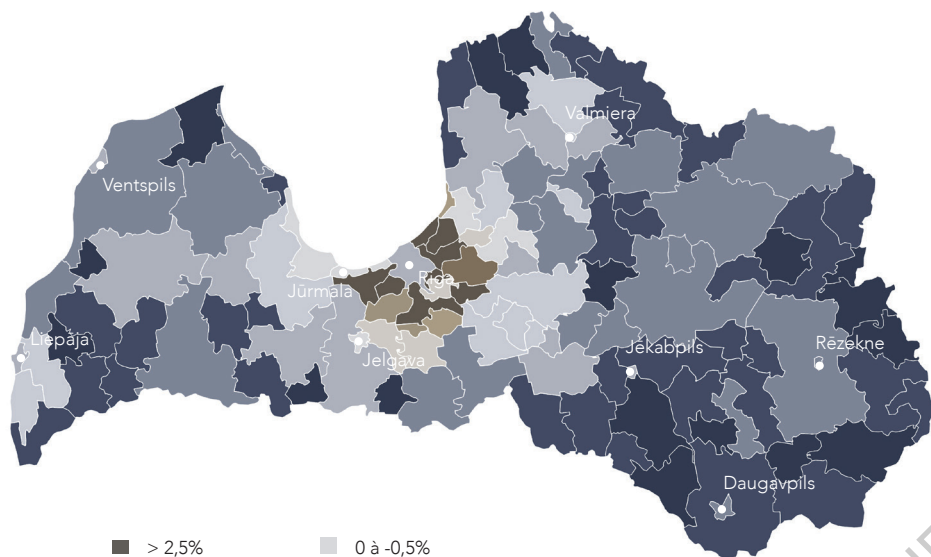 Valmiera
Ventspils
Rīga
Jūrmala
Liepāja
Jēkabpils
Rēzekne
Jelgava
Daugavpils
> 2,5%
0 à -0,5%